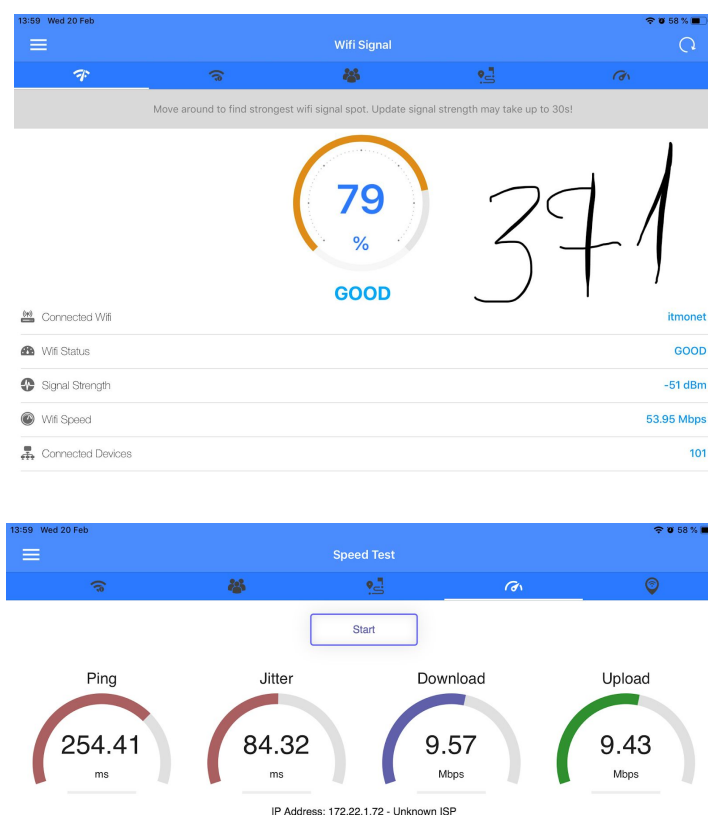 13:59 Wed 20 Feb 58 %
Wifi Signal
Move around to find strongest wifi signal spot. Update signal strength may take up to 30s!
79
%
371
GOOD
Connected Wifi itmonet
Wifi Status GOOD
Signal Strength -51 dBm
Wifi Speed 53.95 Mbps
Connected Devices 101
13:59 Wed 20 Feb 58 %
Speed Test
Start
Ping Jitter Download Upload
254.41 84.32 9.57 9.43
ms ms Mbps Mbps
IP Address: 172.22.1.72 - Unknown ISP